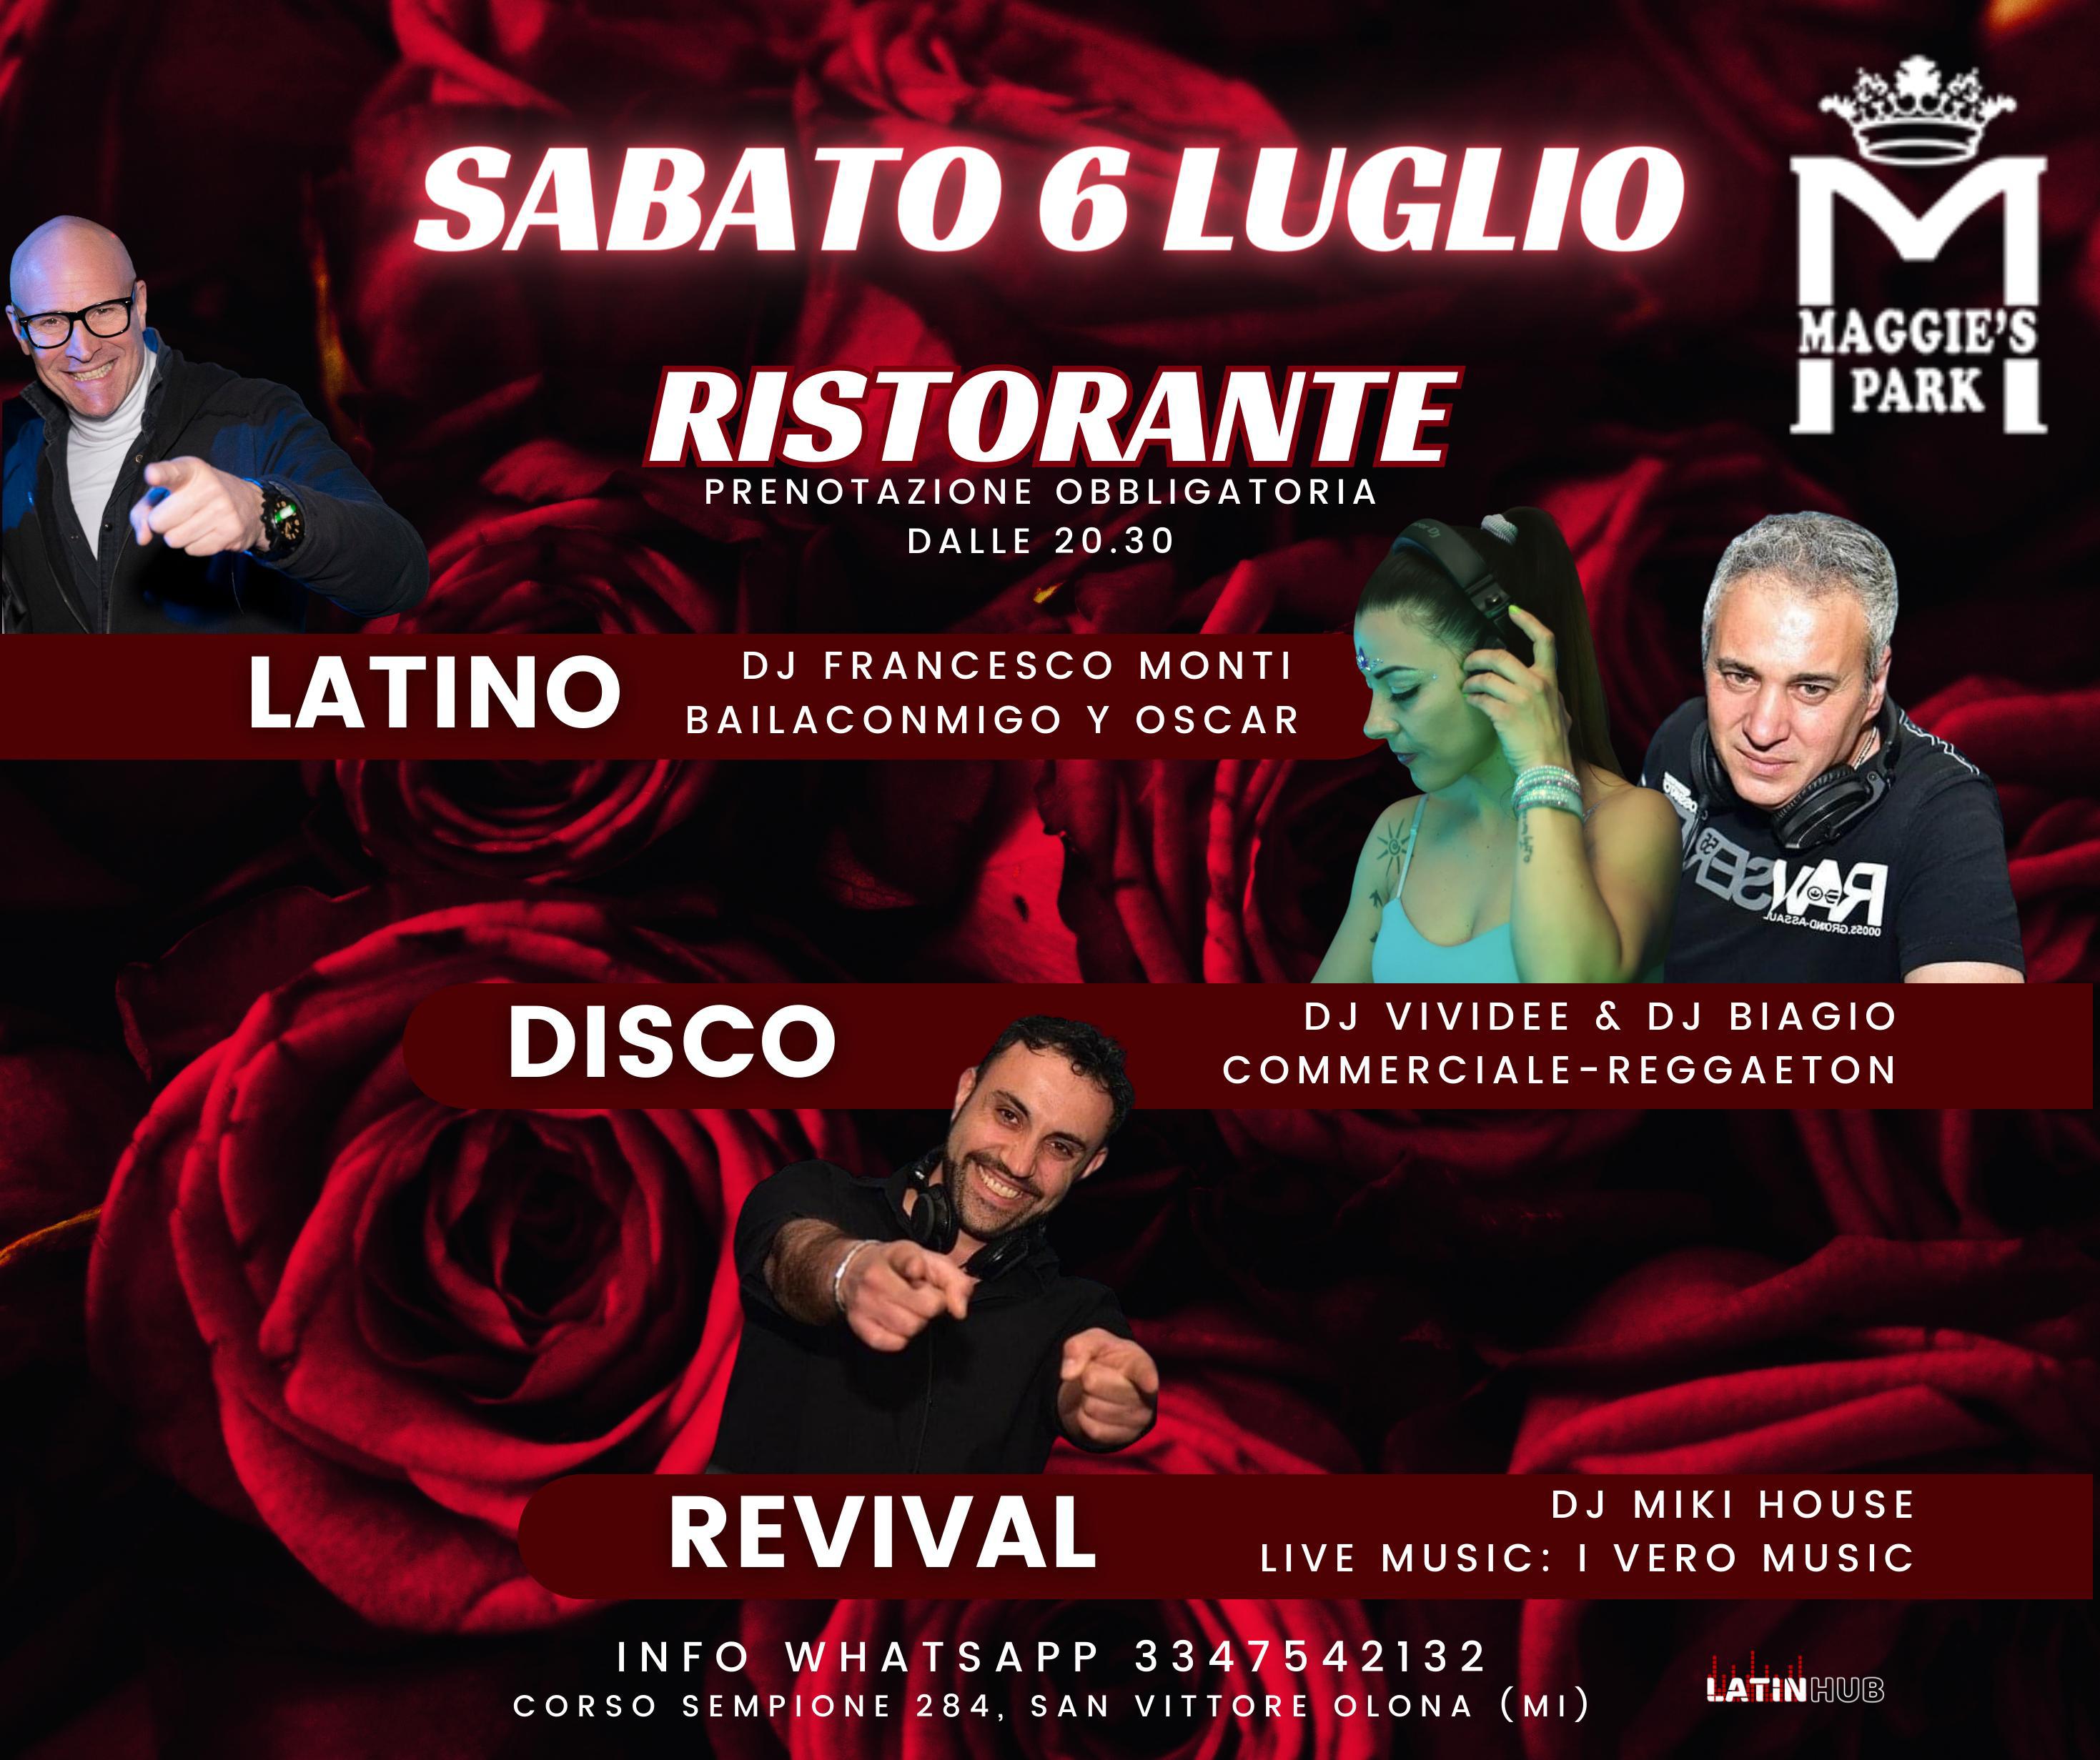 SABATO 6 LUGLIO
M
MAGGIE'S
PARK
RISTORANTE
PRENOTAZIONE OBBLIGATORIA
DALLE 20.30
LATINO
DJ FRANCESCO MONTI
BAILACONMIGO Y OSCAR
DISCO
DJ VIVIDEE & DJ BIAGIO
COMMERCIALE-REGGAETON
REVIVAL
DJ MIKI HOUSE
LIVE MUSIC: I VERO MUSIC
INFO WHATSAPP 3347542132
CORSO SEMPIONE 284, SAN VITTORE OLONA (MI)
LATINHUB